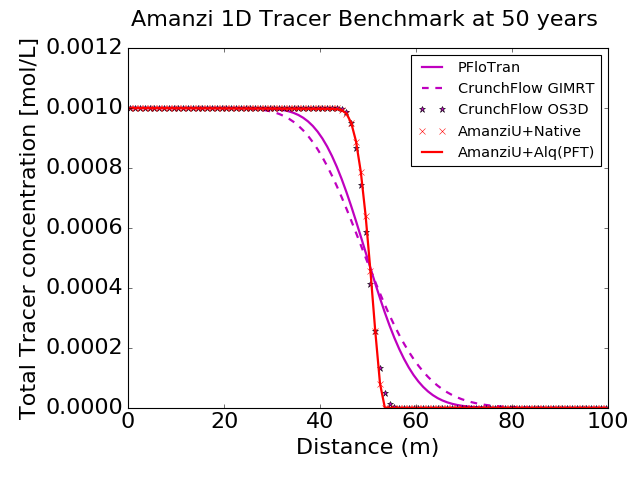 Amanzi 1D Tracer Benchmark at 50 years
Total Tracer concentration [mol/L]
0.0012
0.0010
0.0008
0.0006
0.0004
0.0002
0.0000
PFloTran
CrunchFlow GIMRT
CrunchFlow OS3D
AmanziU+Native
AmanziU+Alq(PFT)
0 20 40 60 80 100
Distance (m)